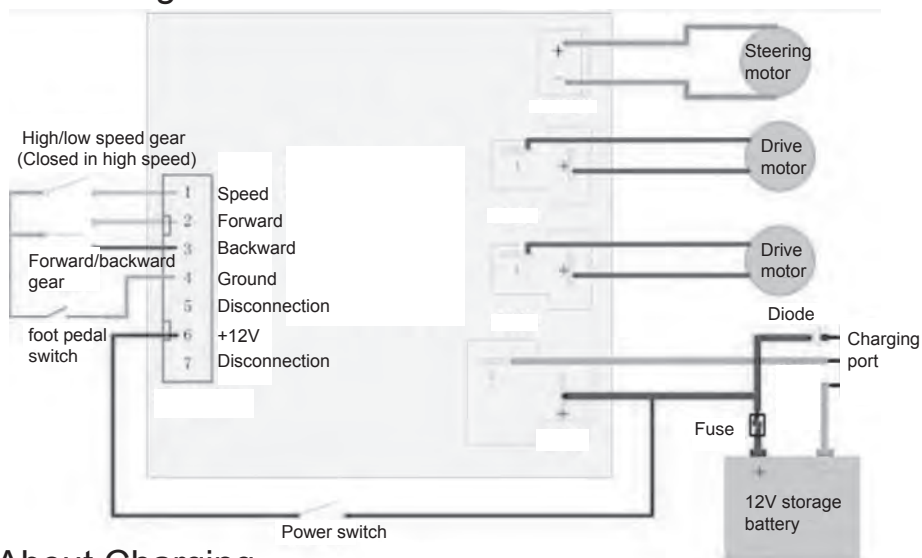 Steering
motor
High/low speed gear
(Closed in high speed)
Drive
motor
1 Speed
2 Forward
3 Backward
Forward/backward
gear
4 Ground
5 Disconnection
foot pedal
switch
6 +12V
7 Disconnection
Drive
motor
Diode
Charging
port
Fuse
12V storage
battery
Power switch
+
-
+
+
+
+